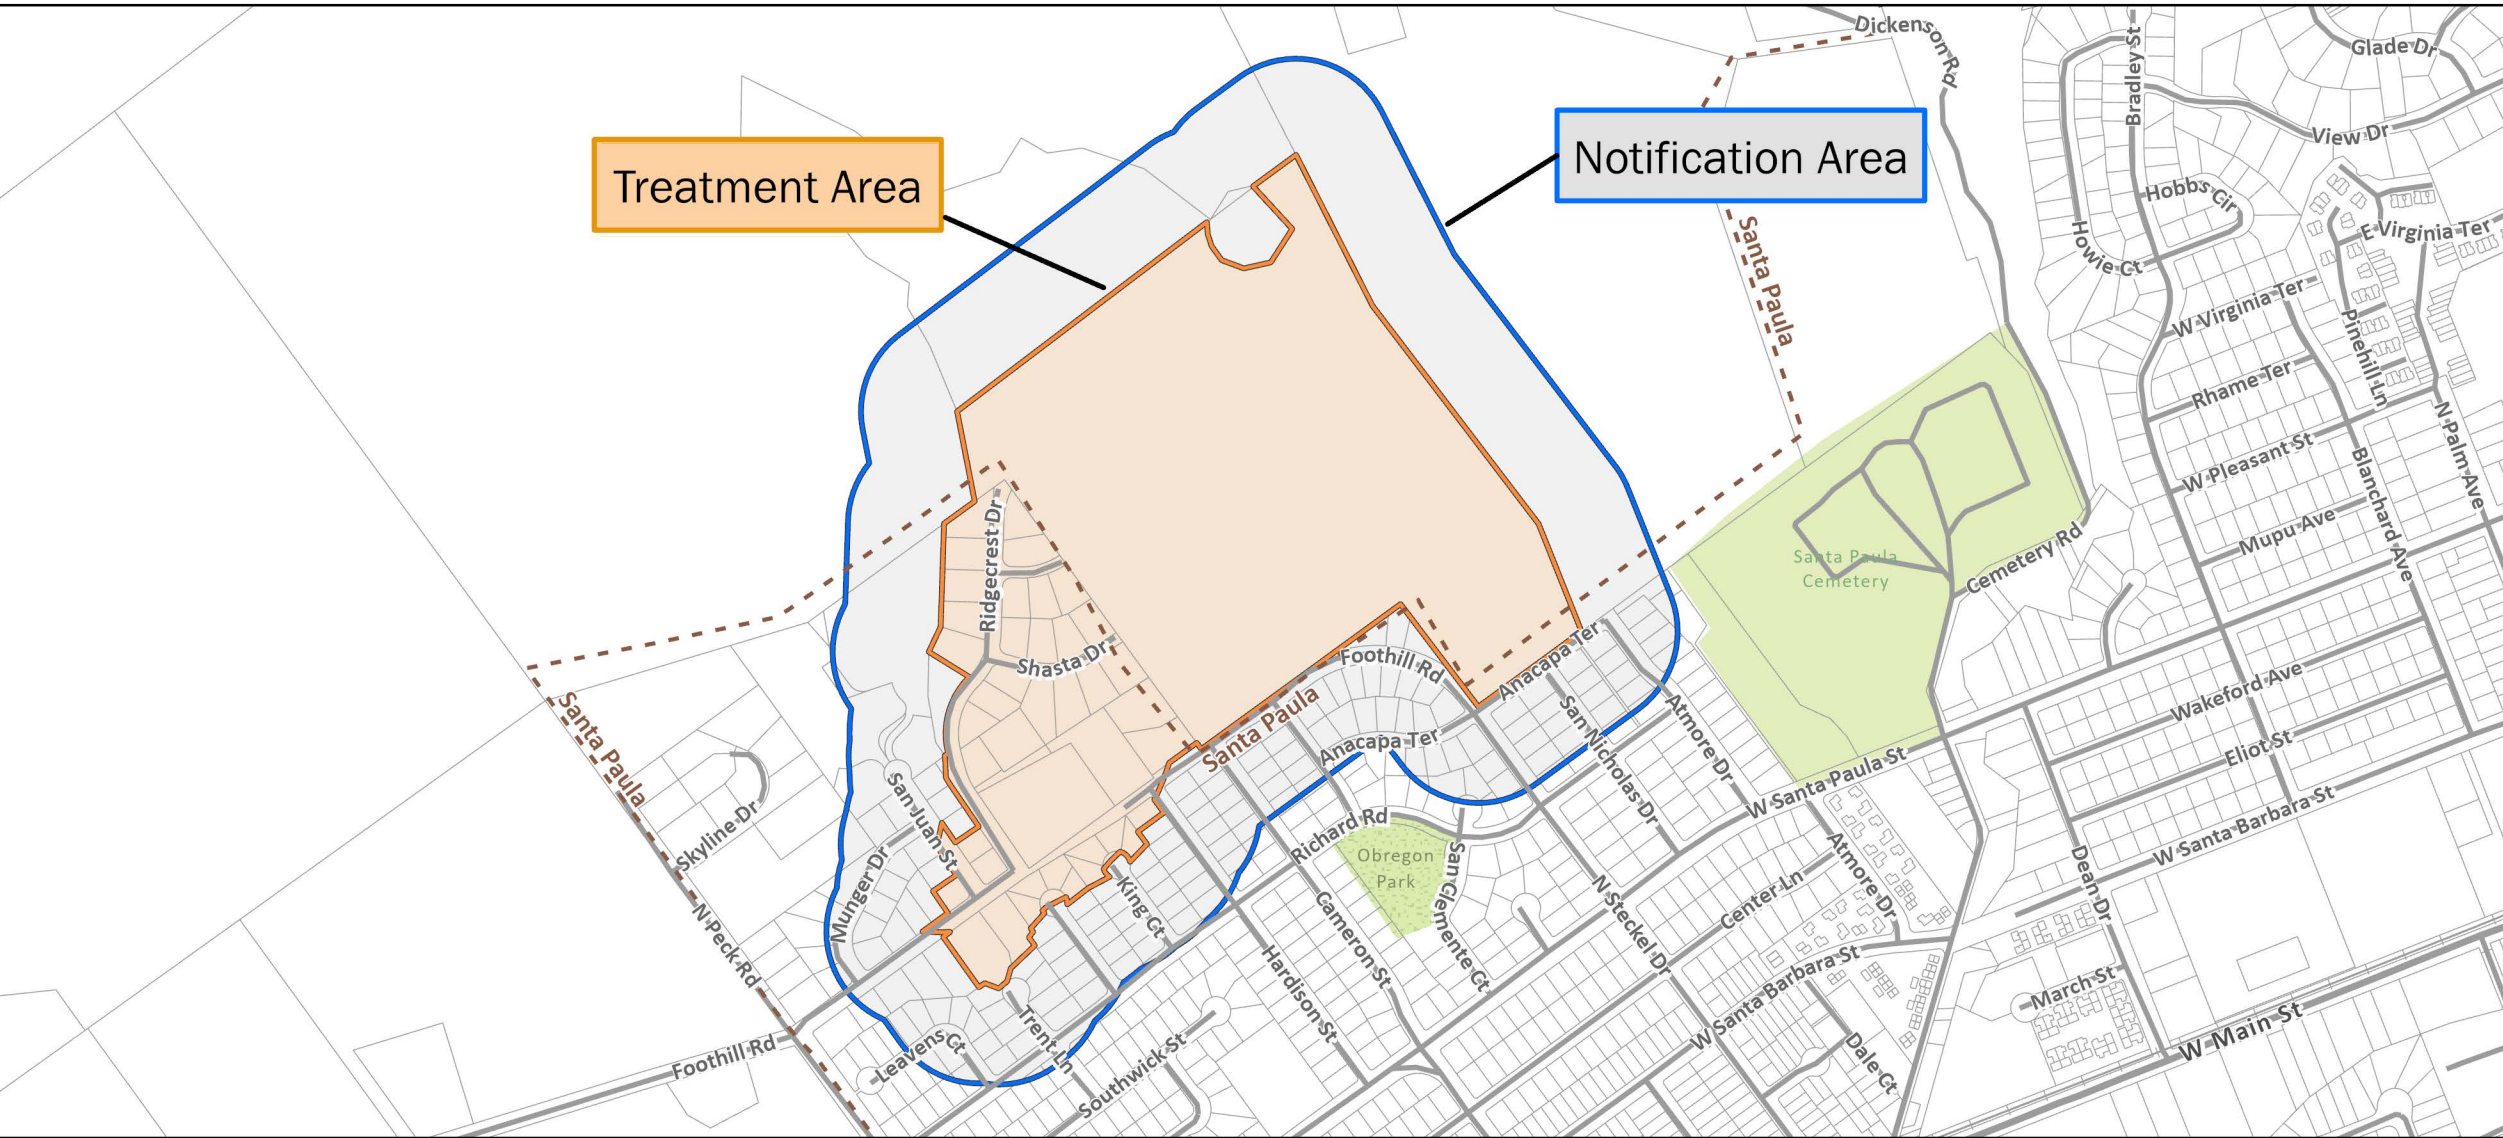 Dickenson Rd
Glade Dr
Bradley St
View Dr
Treatment Area
Notification Area
Hobbs Cir
E Virginia Ter
Howie Ct
Santa Paula
W Virginia Ter
Pinehill Ln
Rhame Ter
N Palm Ave
W Pleasant St
Blanchard Ave
Mupu Ave
Ridgecrest Dr
Santa Paula
Cemetery
Cemetery Rd
Shasta Dr
Foothill Rd
Anacapa Ter
Santa Paula
Santa Paula
Anacapa Ter
San Nicholas Dr
Atmore Dr
Wakeford Ave
Eliot St
W Santa Paula St
W Santa Barbara St
Skyline Dr
San Juan St
Munger Dr
Richard Rd
Obregon
Park
San Clemente Ct
King Ct
Cameron St
Hardison St
N Steckel Dr
Center Ln
Atmore Dr
Dean Dr
N Peck Rd
W Santa Barbara St
March St
W Main St
Dale Ct
Foothill Rd
Leavens Ct
Trent Ln
Southwick St